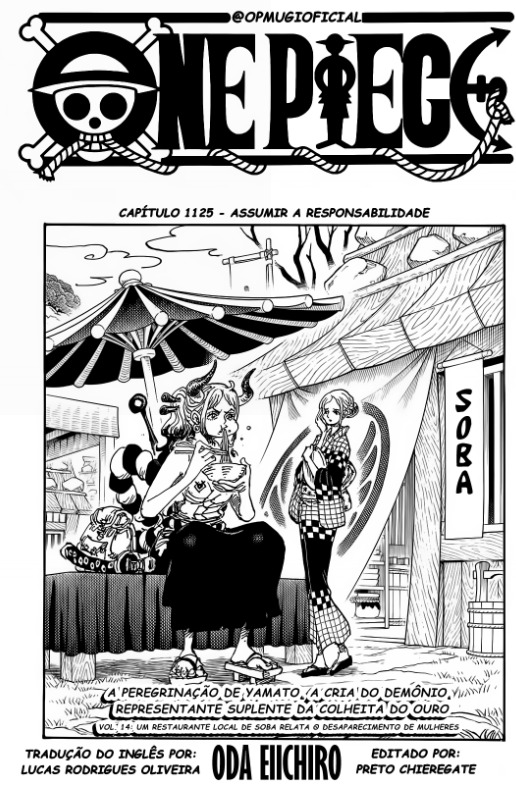 @OPMUGIOFICIAL
ONE PIECE
CAPÍTULO 1125 - ASSUMIR A RESPONSABILIDADE
SOBA
A PEREGRINAÇÃO DE YAMATO, A CRIA DO DEMÔNIO
REPRESENTANTE SUPLENTE DA COLHEITA DO OURO
VOL. 14: UM RESTAURANTE LOCAL DE SOBA RELATA O DESAPARECIMENTO DE MULHERES
TRADUÇÃO DO INGLÊS POR:
LUCAS RODRIGUES OLIVEIRA
ODA EIICHIRO
EDITADO POR:
PRETO CHIEREGATE